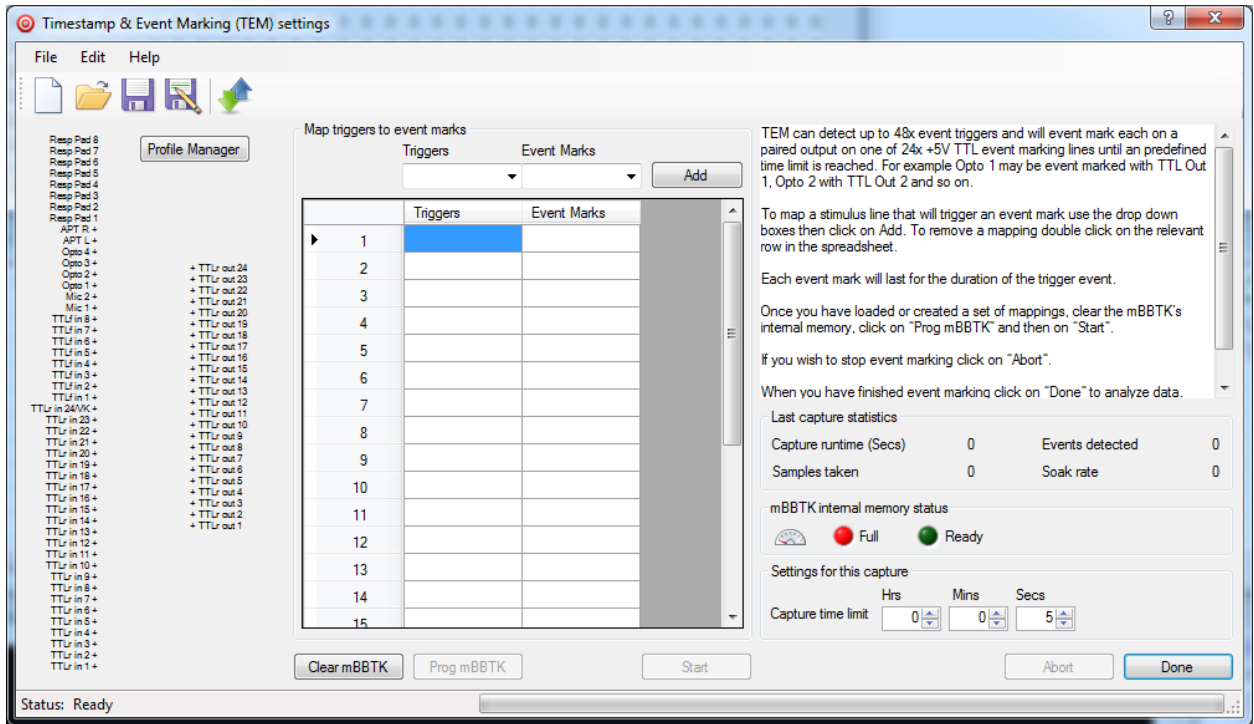 Timestamp & Event Marking (TEM) settings
File Edit Help
Resp Pad 8
Resp Pad 7
Resp Pad 6
Resp Pad 5
Resp Pad 4
Resp Pad 3
Resp Pad 2
Resp Pad 1
APT R +
APT L +
Opto 4 +
Opto 3 +
Opto 2 +
Opto 1 +
Mic 2 +
Mic 1 +
TTLf in 8 +
TTLf in 7 +
TTLf in 6 +
TTLf in 5 +
TTLf in 4 +
TTLf in 3 +
TTLf in 2 +
TTLf in 1 +
TTLr in 24/VK +
TTLr in 23 +
TTLr in 22 +
TTLr in 21 +
TTLr in 20 +
TTLr in 19 +
TTLr in 18 +
TTLr in 17 +
TTLr in 16 +
TTLr in 15 +
TTLr in 14 +
TTLr in 13 +
TTLr in 12 +
TTLr in 11 +
TTLr in 10 +
TTLr in 9 +
TTLr in 8 +
TTLr in 7 +
TTLr in 6 +
TTLr in 5 +
TTLr in 4 +
TTLr in 3 +
TTLr in 2 +
TTLr in 1 +
Profile Manager
+ TTLr out 24
+ TTLr out 23
+ TTLr out 22
+ TTLr out 21
+ TTLr out 20
+ TTLr out 19
+ TTLr out 18
+ TTLr out 17
+ TTLr out 16
+ TTLr out 15
+ TTLr out 14
+ TTLr out 13
+ TTLr out 12
+ TTLr out 11
+ TTLr out 10
+ TTLr out 9
+ TTLr out 8
+ TTLr out 7
+ TTLr out 6
+ TTLr out 5
+ TTLr out 4
+ TTLr out 3
+ TTLr out 2
+ TTLr out 1
Map triggers to event marks
Triggers Event Marks
Add
Triggers Event Marks
1
2
3
4
5
6
7
8
9
10
11
12
13
14
15
TEM can detect up to 48x event triggers and will event mark each on a
paired output on one of 24x +5V TTL event marking lines until an predefined
time limit is reached. For example Opto 1 may be event marked with TTL Out
1, Opto 2 with TTL Out 2 and so on.
To map a stimulus line that will trigger an event mark use the drop down
boxes then click on Add. To remove a mapping double click on the relevant
row in the spreadsheet.
Each event mark will last for the duration of the trigger event.
Once you have loaded or created a set of mappings, clear the mBBTK's
internal memory, click on "Prog mBBTK" and then on "Start".
If you wish to stop event marking click on "Abort".
When you have finished event marking click on "Done" to analyze data.
Last capture statistics
Capture runtime (Secs) 0 Events detected 0
Samples taken 0 Soak rate 0
mBBTK internal memory status
Full Ready
Settings for this capture
Hrs Mins Secs
Capture time limit 0 0 5
Clear mBBTK Prog mBBTK Start Abort Done
Status: Ready